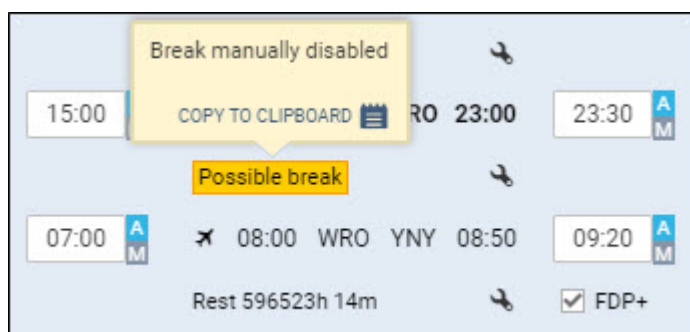 Break manually disabled
15:00 A M COPY TO CLIPBOARD RO 23:00 23:30 A M
Possible break
07:00 A M 08:00 WRO YNY 08:50 09:20 A M
Rest 596523h 14m FDP+